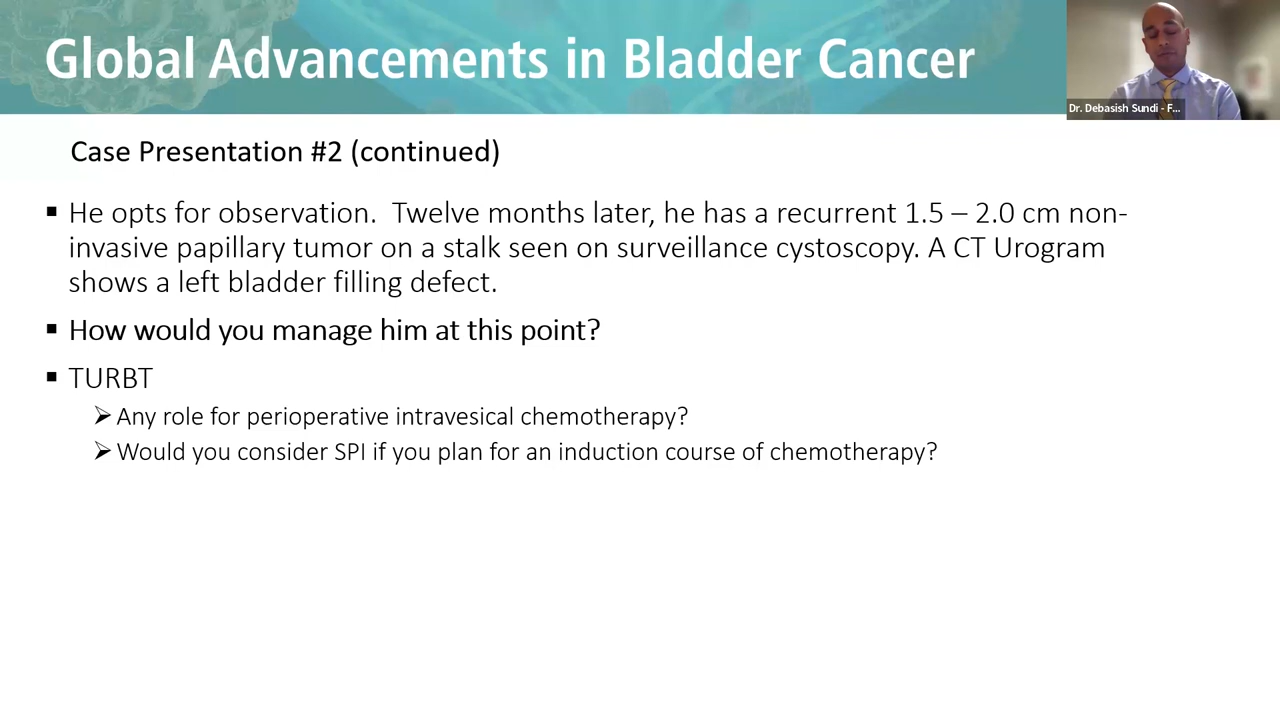 Global Advancements in Bladder Cancer
Dr. Debasish Sundi - F...
Case Presentation #2 (continued)
▪ He opts for observation. Twelve months later, he has a recurrent 1.5 – 2.0 cm non-
invasive papillary tumor on a stalk seen on surveillance cystoscopy. A CT Urogram
shows a left bladder filling defect.
▪ How would you manage him at this point?
▪ TURBT
➢ Any role for perioperative intravesical chemotherapy?
➢ Would you consider SPI if you plan for an induction course of chemotherapy?